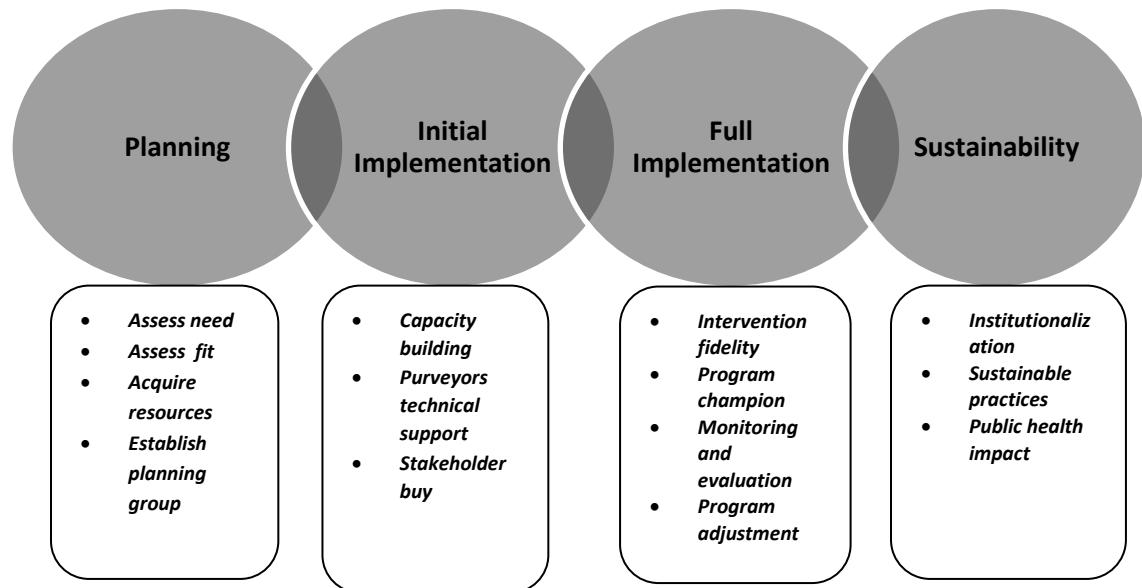 Planning
Initial
Implementation
Full
Implementation
Sustainability
• Assess need
• Assess fit
• Acquire
resources
• Establish
planning
group
• Capacity
building
• Purveyors
technical
support
• Stakeholder
buy
• Intervention
fidelity
• Program
champion
• Monitoring
and
evaluation
• Program
adjustment
• Institutionaliz
ation
• Sustainable
practices
• Public health
impact